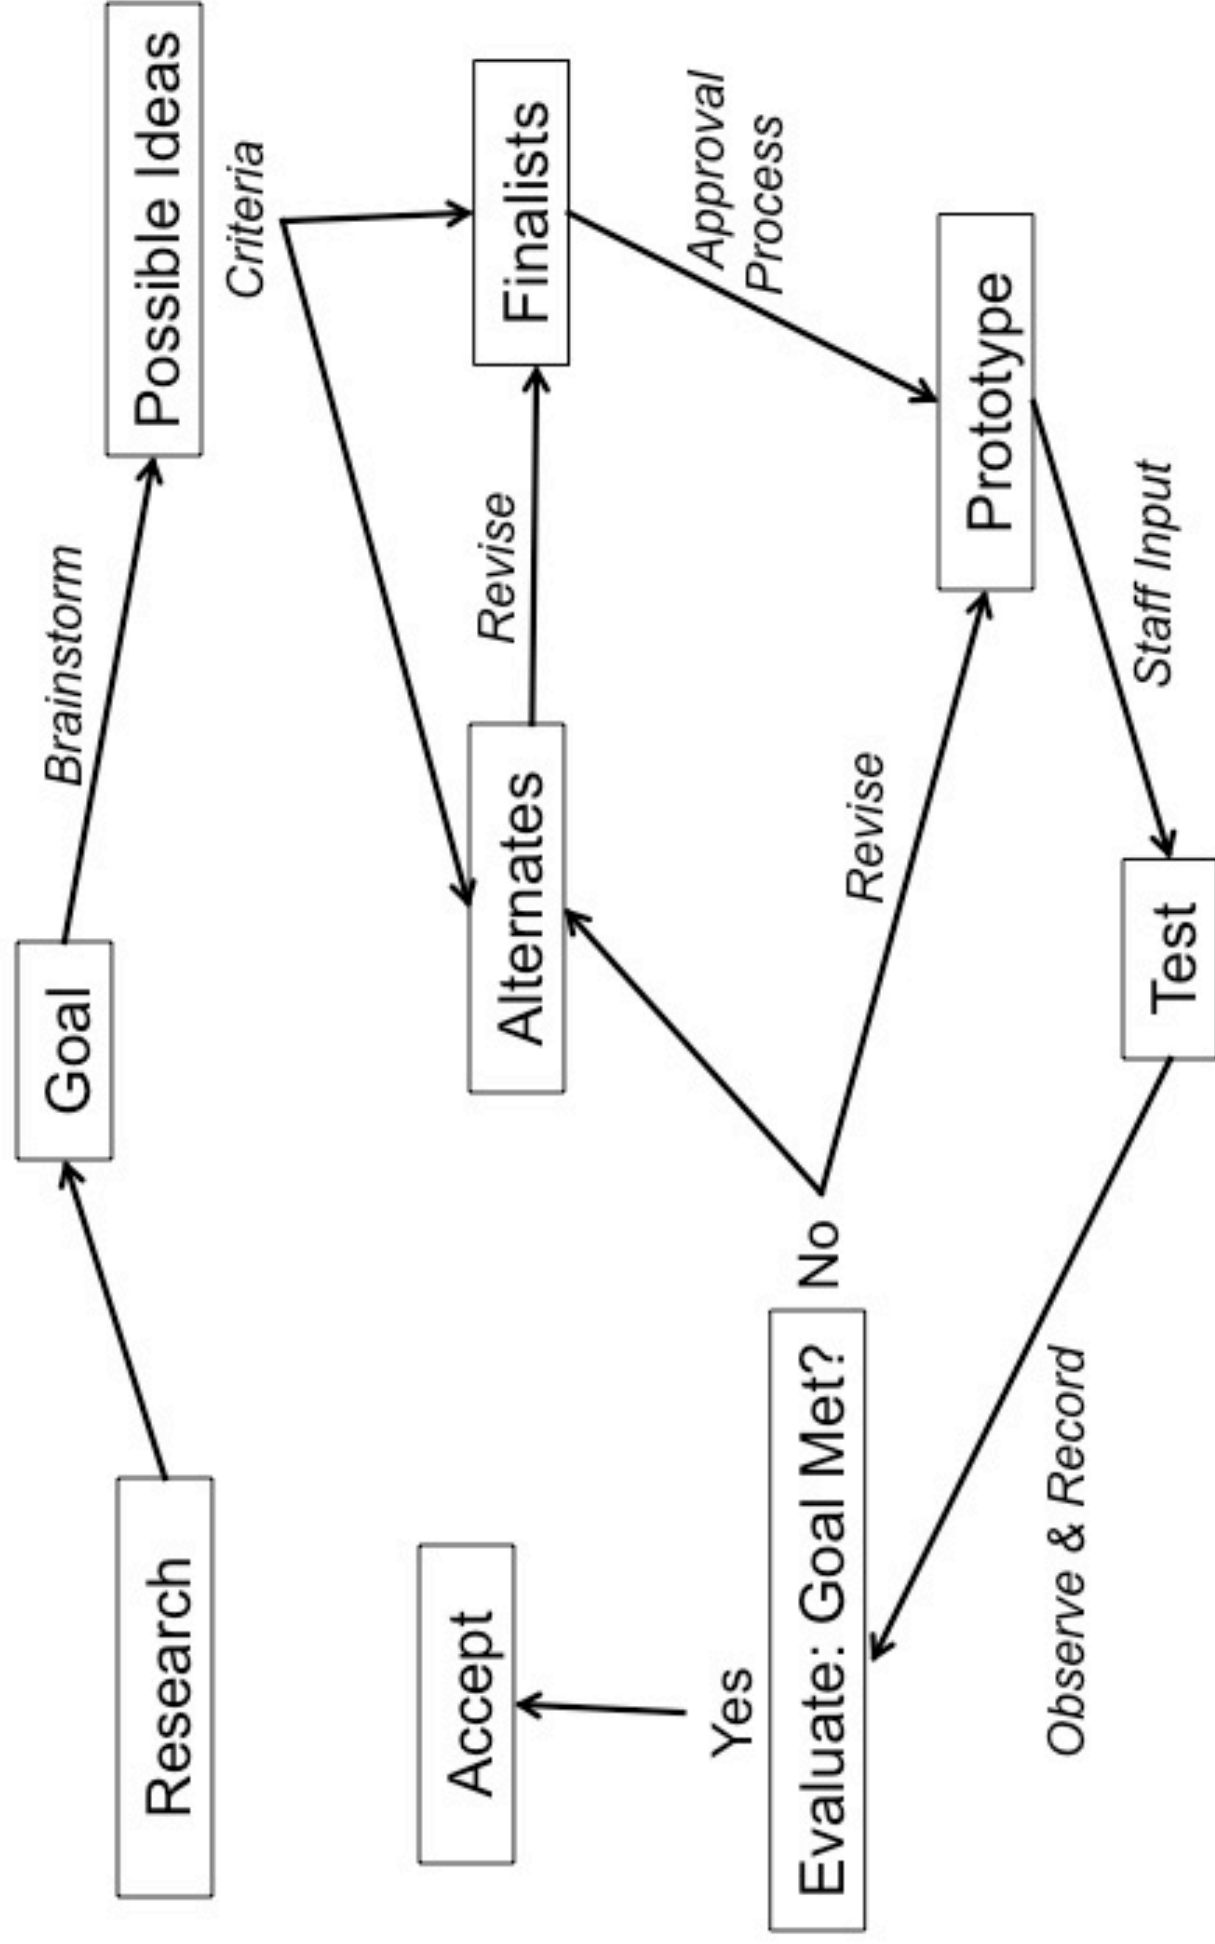 Goal
Brainstorm
Research
Possible Ideas
Criteria
Accept
Alternates
Revise
Finalists
Yes
Evaluate: Goal Met?
No
Revise
Approval
Process
Prototype
Observe & Record
Test
Staff Input